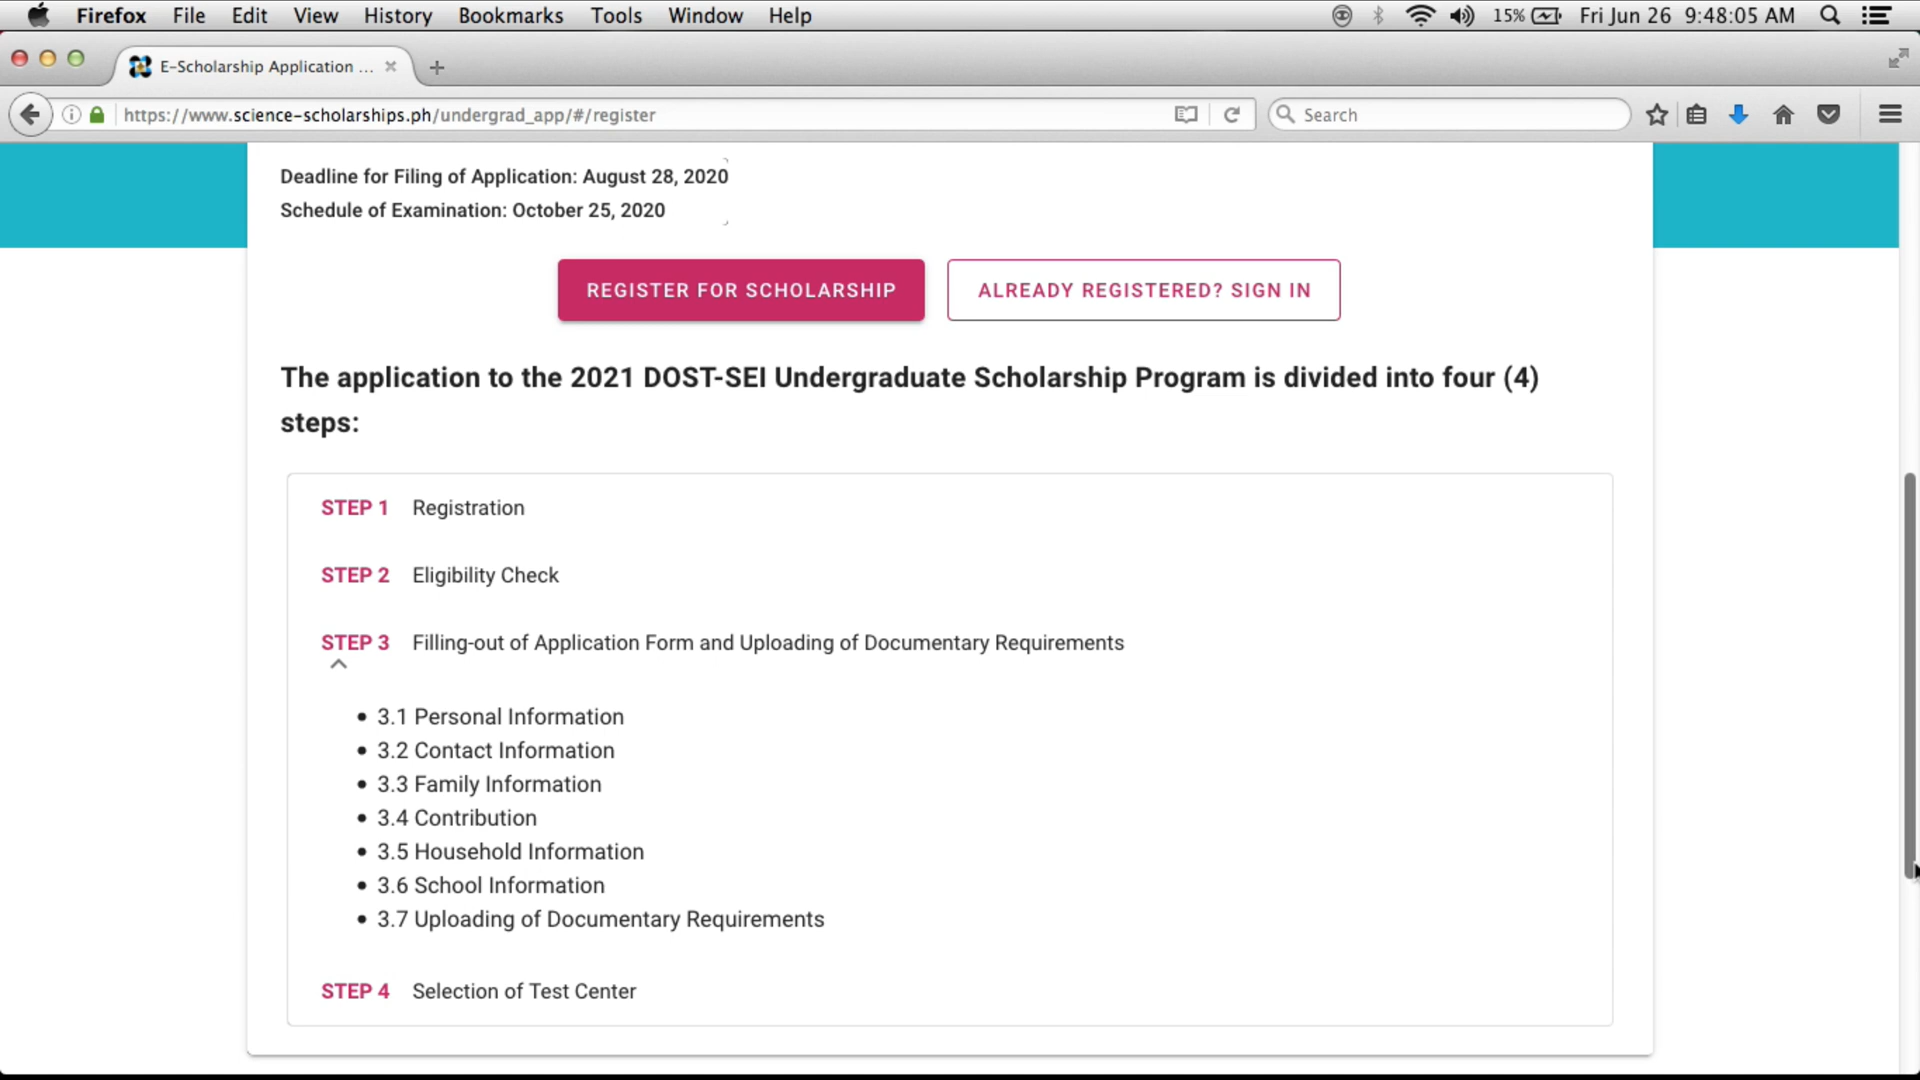 Firefox File Edit View History Bookmarks Tools Window Help 15% Fri Jun 26 9:48:05 AM
E-Scholarship Application ...
https://www.science-scholarships.ph/undergrad_app/#/register Search
Deadline for Filing of Application: August 28, 2020
Schedule of Examination: October 25, 2020
REGISTER FOR SCHOLARSHIP ALREADY REGISTERED? SIGN IN
The application to the 2021 DOST-SEI Undergraduate Scholarship Program is divided into four (4)
steps:
STEP 1 Registration
STEP 2 Eligibility Check
STEP 3 Filling-out of Application Form and Uploading of Documentary Requirements
• 3.1 Personal Information
• 3.2 Contact Information
• 3.3 Family Information
• 3.4 Contribution
• 3.5 Household Information
• 3.6 School Information
• 3.7 Uploading of Documentary Requirements
STEP 4 Selection of Test Center